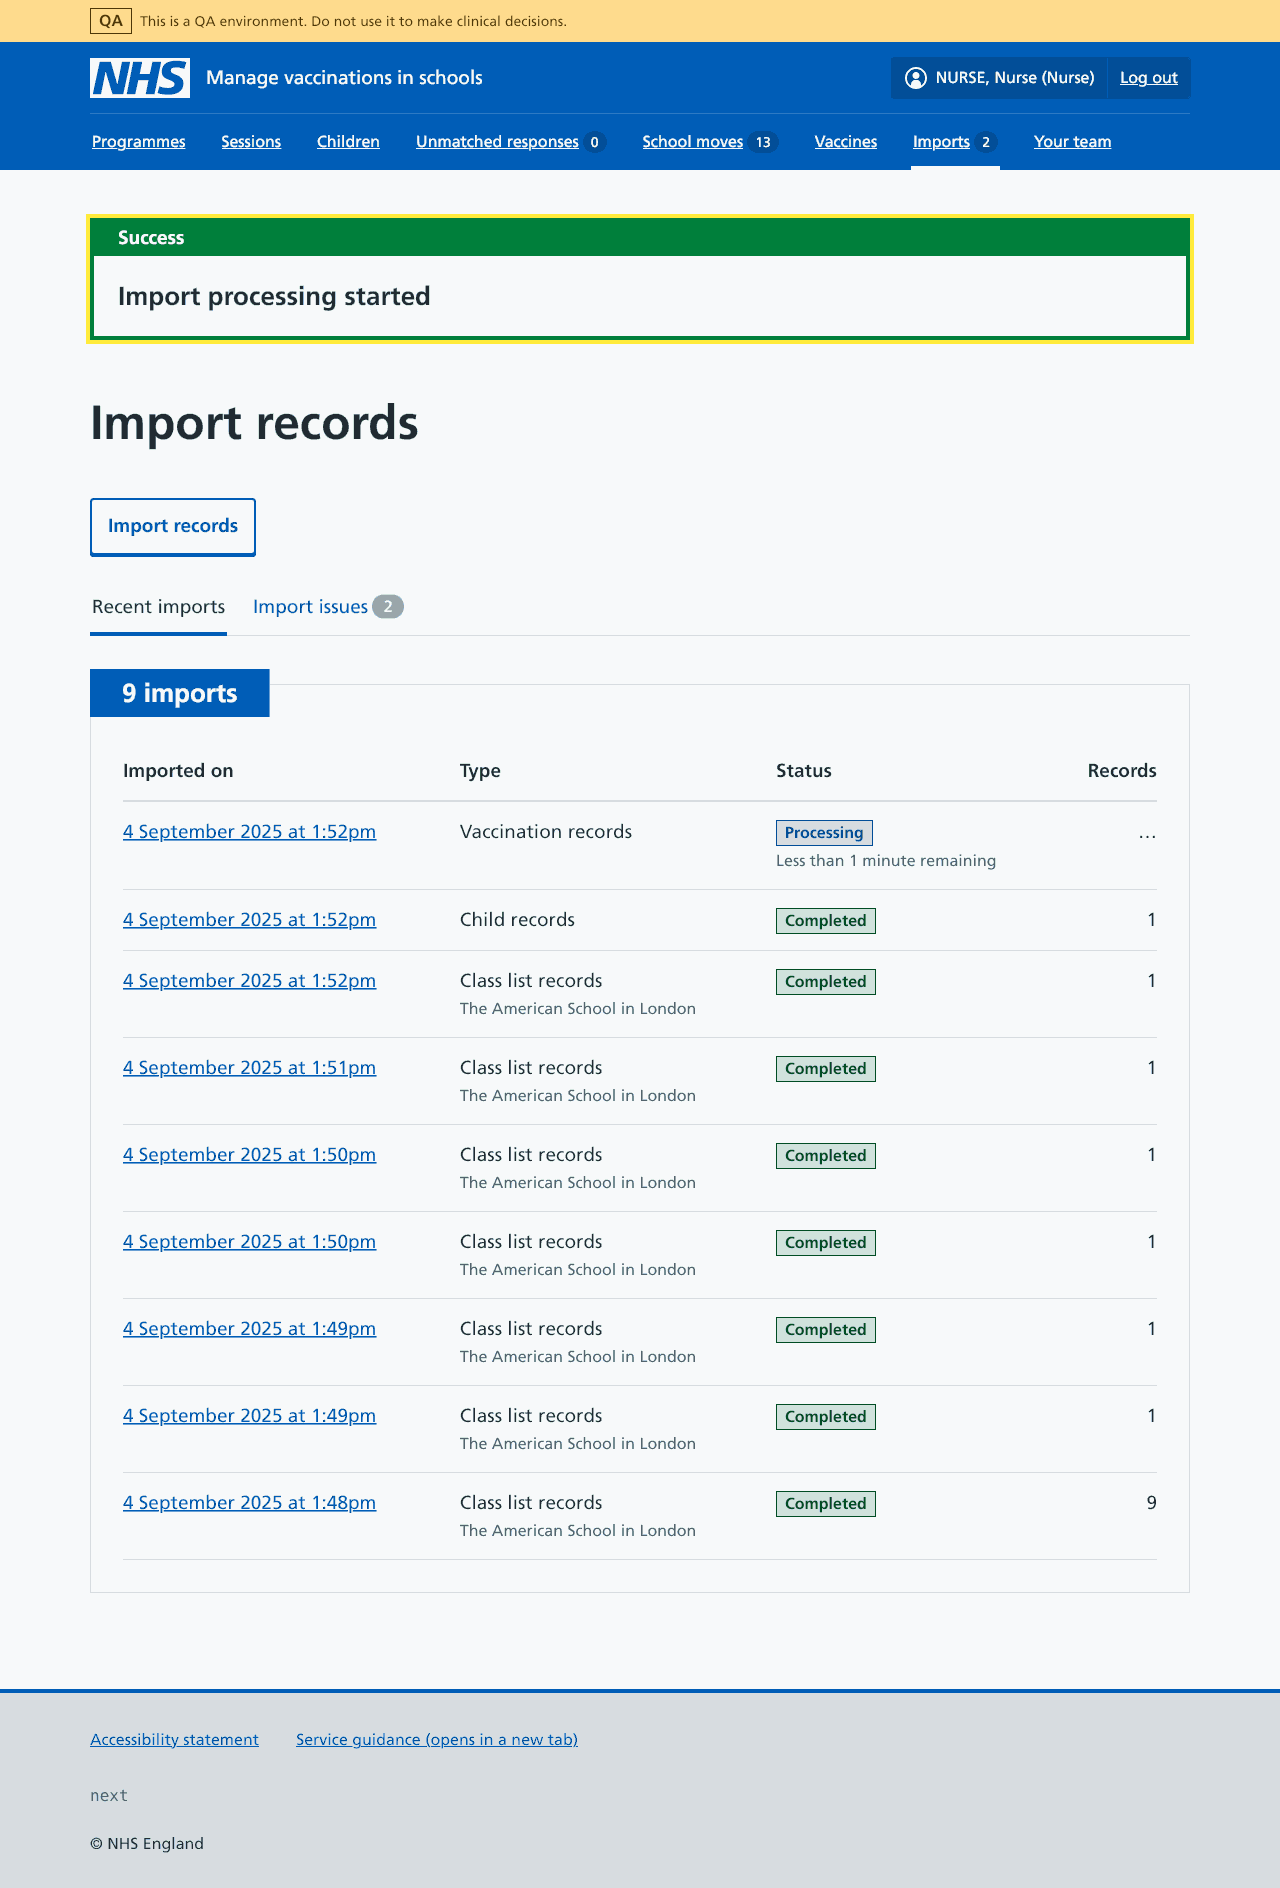 QA This is a QA environment. Do not use it to make clinical decisions.
NHS Manage vaccinations in schools NURSE, Nurse (Nurse) Log out
Programmes Sessions Children Unmatched responses 0 School moves 13 Vaccines Imports 2 Your team
Success
Import processing started
Import records
Import records
Recent imports Import issues 2
9 imports
Imported on Type Status Records
4 September 2025 at 1:52pm Vaccination records Processing ...
Less than 1 minute remaining
4 September 2025 at 1:52pm Child records Completed 1
4 September 2025 at 1:52pm Class list records Completed 1
The American School in London
4 September 2025 at 1:51pm Class list records Completed 1
The American School in London
4 September 2025 at 1:50pm Class list records Completed 1
The American School in London
4 September 2025 at 1:50pm Class list records Completed 1
The American School in London
4 September 2025 at 1:49pm Class list records Completed 1
The American School in London
4 September 2025 at 1:49pm Class list records Completed 1
The American School in London
4 September 2025 at 1:48pm Class list records Completed 9
The American School in London
Accessibility statement Service guidance (opens in a new tab)
next
© NHS England